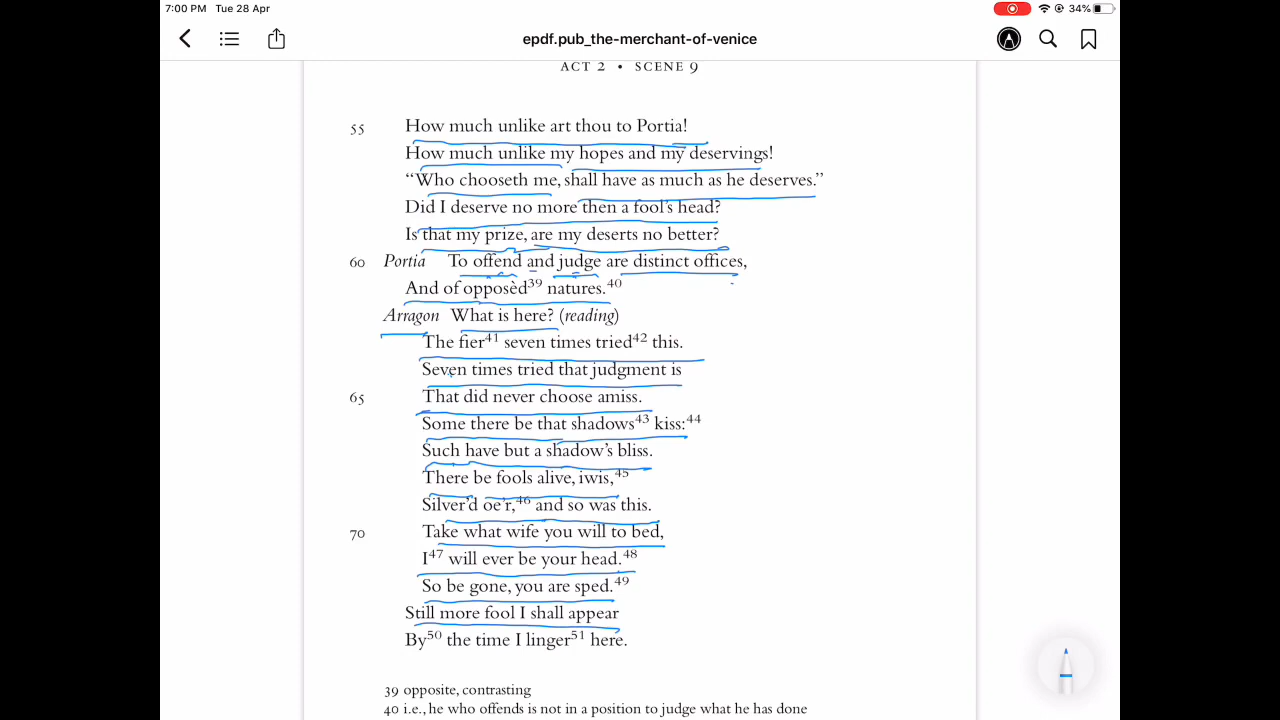 7:00 PM Tue 28 Apr
34%
epdf.pub_the-merchant-of-venice
ACT 2 • SCENE 9
55 How much unlike art thou to Portia!
How much unlike my hopes and my deservings!
“Who chooseth me, shall have as much as he deserves.”
Did I deserve no more then a fool's head?
Is that my prize, are my deserts no better?
60 Portia To offend and judge are distinct offices,
And of opposèd39 natures.40
Arragon What is here? (reading)
The fier41 seven times tried42 this.
Seven times tried that judgment is
65 That did never choose amiss.
Some there be that shadows43 kiss:44
Such have but a shadow's bliss.
There be fools alive, iwis,45
Silver'd oe'r,46 and so was this.
70 Take what wife you will to bed,
I47 will ever be your head.48
So be gone, you are sped.49
Still more fool I shall appear
By50 the time I linger51 here.
39 opposite, contrasting
40 i.e., he who offends is not in a position to judge what he has done